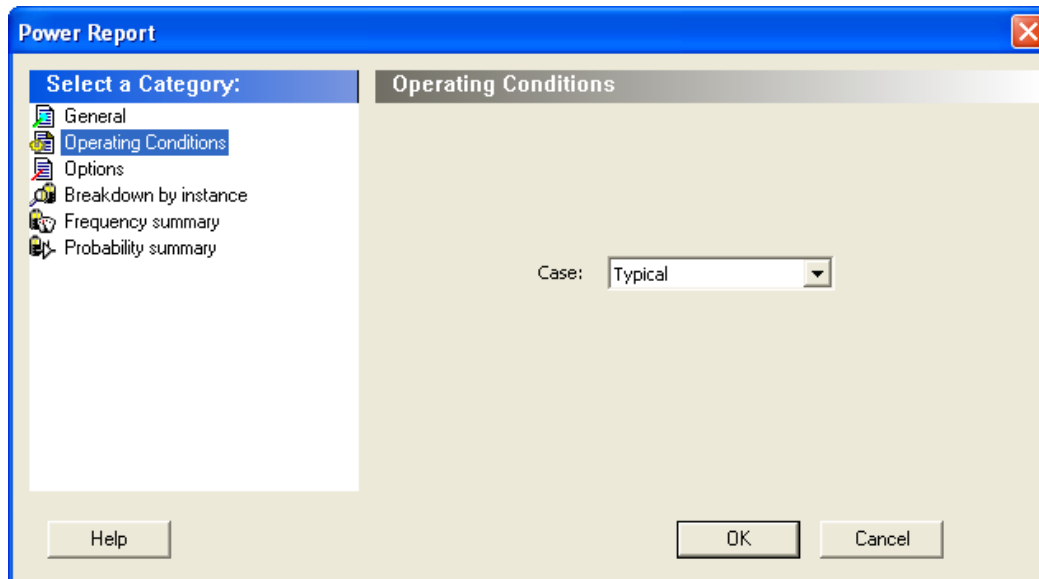 Power Report
Select a Category:
General
Operating Conditions
Options
Breakdown by instance
Frequency summary
Probability summary
Operating Conditions
Case: Typical
Help
OK
Cancel